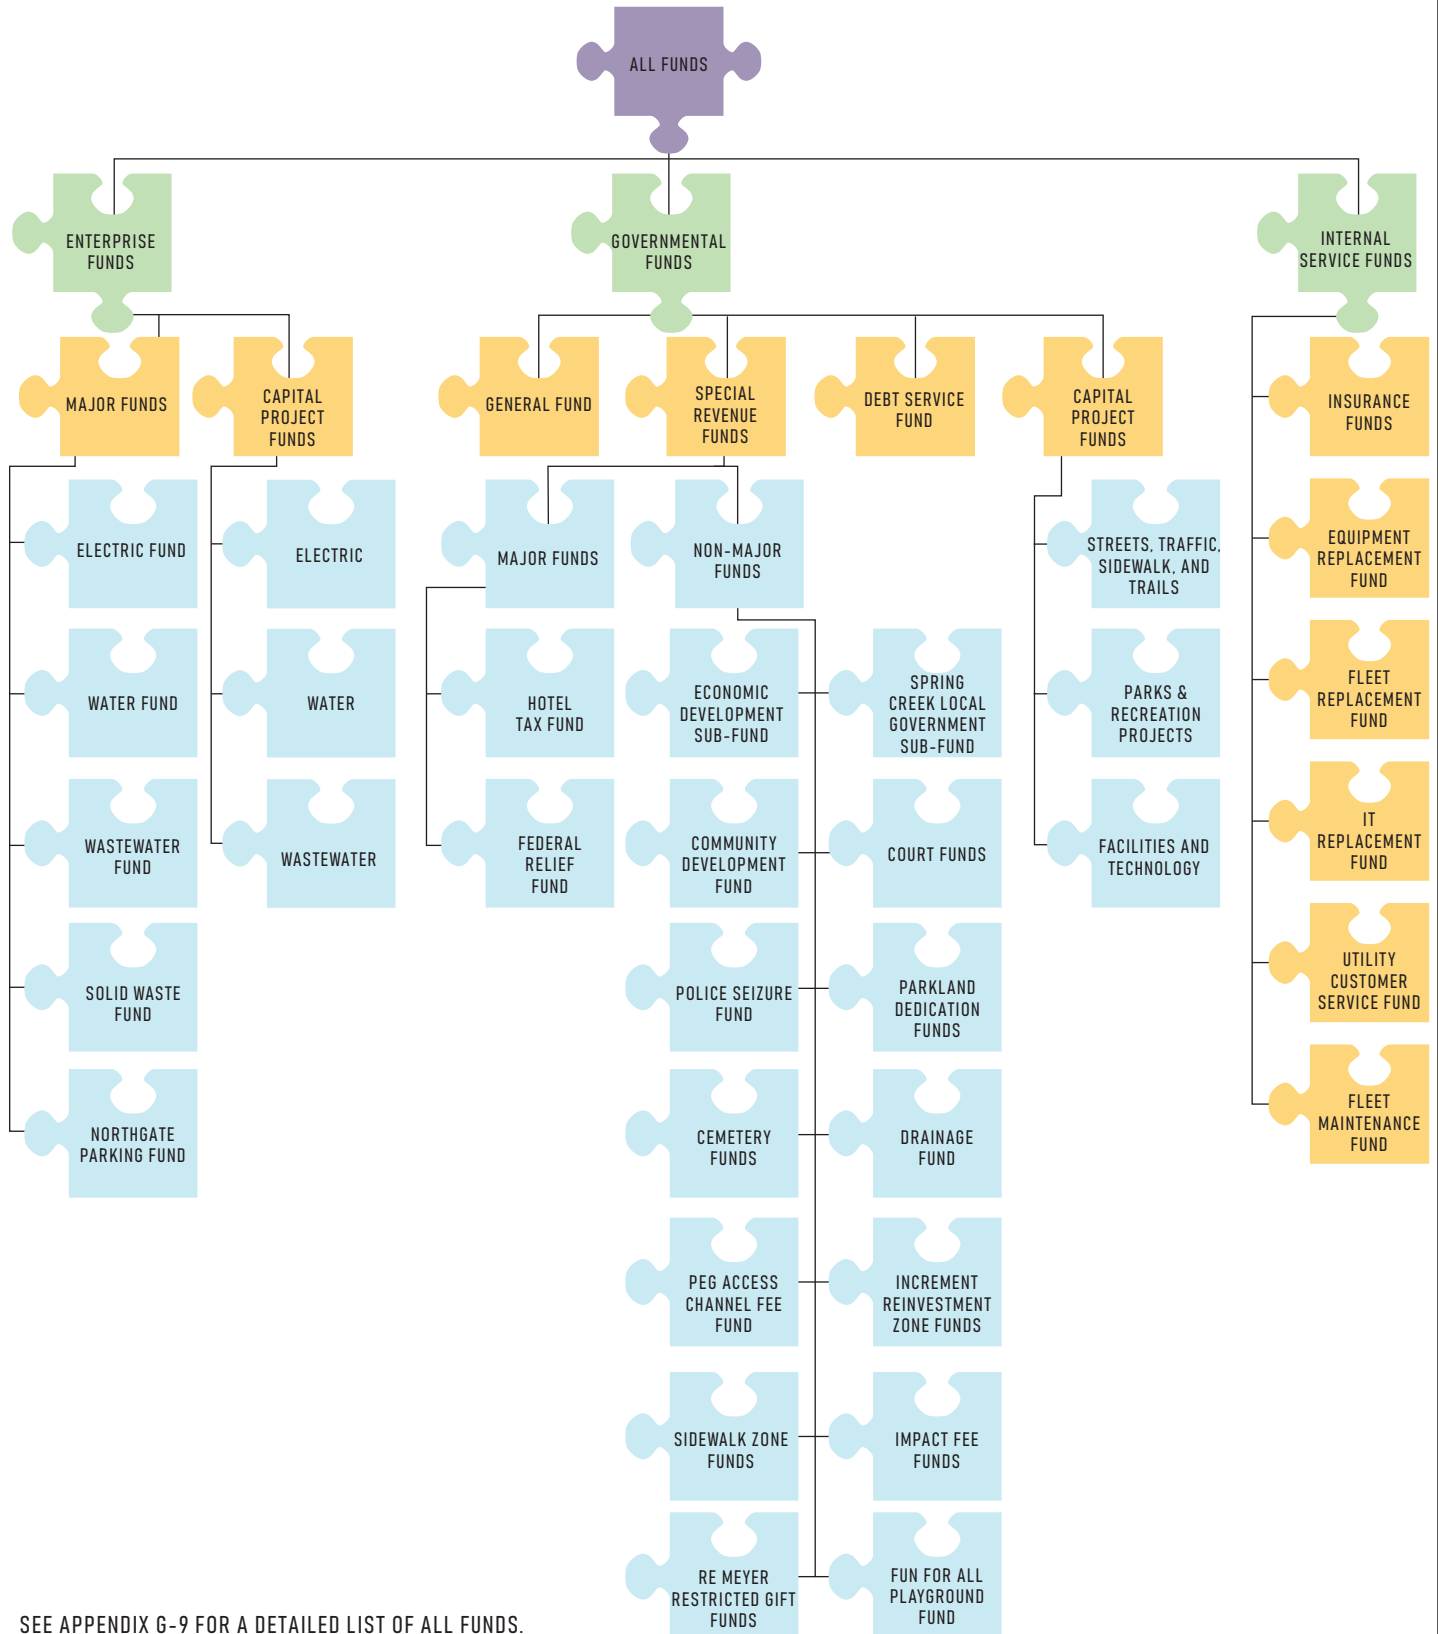 ALL FUNDS
ENTERPRISE
FUNDS
GOVERNMENTAL
FUNDS
INTERNAL
SERVICE FUNDS
MAJOR FUNDS
CAPITAL
PROJECT
FUNDS
GENERAL FUND
SPECIAL
REVENUE
FUNDS
DEBT SERVICE
FUND
CAPITAL
PROJECT
FUNDS
INSURANCE
FUNDS
ELECTRIC FUND
ELECTRIC
MAJOR FUNDS
NON-MAJOR
FUNDS
STREETS, TRAFFIC,
SIDEWALK, AND
TRAILS
EQUIPMENT
REPLACEMENT
FUND
WATER FUND
WATER
HOTEL
TAX FUND
ECONOMIC
DEVELOPMENT
SUB-FUND
SPRING
CREEK LOCAL
GOVERNMENT
SUB-FUND
PARKS &
RECREATION
PROJECTS
FLEET
REPLACEMENT
FUND
WASTEWATER
FUND
WASTEWATER
FEDERAL
RELIEF
FUND
COMMUNITY
DEVELOPMENT
FUND
COURT FUNDS
FACILITIES AND
TECHNOLOGY
IT
REPLACEMENT
FUND
SOLID WASTE
FUND
POLICE SEIZURE
FUND
PARKLAND
DEDICATION
FUNDS
UTILITY
CUSTOMER
SERVICE FUND
NORTHGATE
PARKING FUND
CEMETERY
FUNDS
DRAINAGE
FUND
FLEET
MAINTENANCE
FUND
PEG ACCESS
CHANNEL FEE
FUND
INCREMENT
REINVESTMENT
ZONE FUNDS
SIDEWALK ZONE
FUNDS
IMPACT FEE
FUNDS
RE MEYER
RESTRICTED GIFT
FUNDS
FUN FOR ALL
PLAYGROUND
FUND
SEE APPENDIX G-9 FOR A DETAILED LIST OF ALL FUNDS.